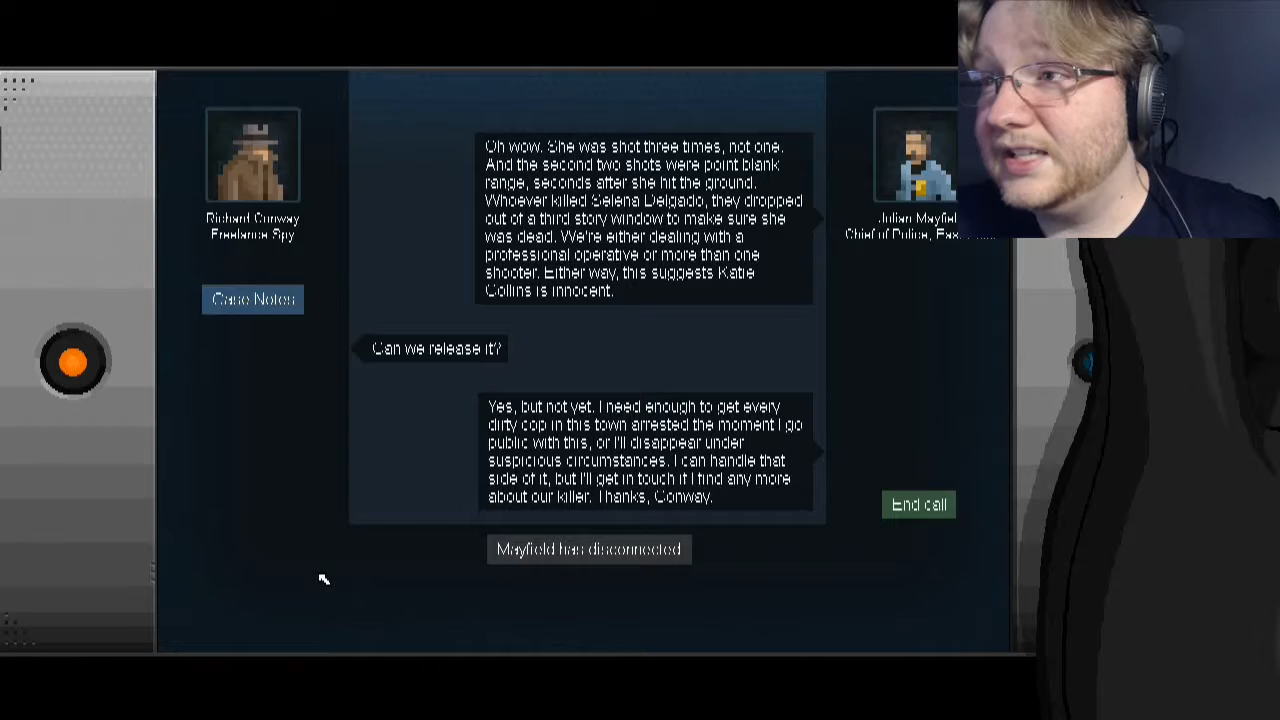 Oh wow. She was shot three times, not one.
And the second two shots were point blank
range, seconds after she hit the ground.
Whoever killed Selena Delgado, they dropped
out of a third story window to make sure she
was dead. We're either dealing with a
professional operative or more than one
shooter. Either way, this suggests Katie
Collins is innocent.
Richard Conway
Freelance Spy
Julian Mayfiel
Chief of Police, Eas
Case Notes
Can we release it?
Yes, but not yet. I need enough to get every
dirty cop in this town arrested the moment I go
public with this, or I'll disappear under
suspicious circumstances. I can handle that
side of it, but I'll get in touch if I find any more
about our killer. Thanks, Conway.
End call
Mayfield has disconnected